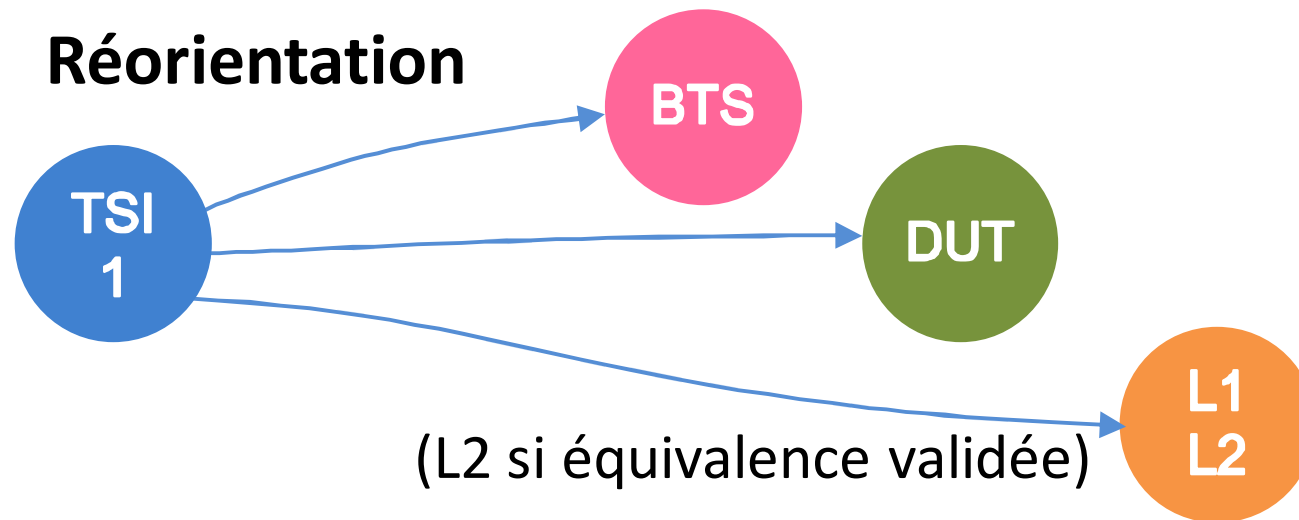 Réorientation
BTS
TSI
1
DUT
L1
L2
(L2 si équivalence validée)